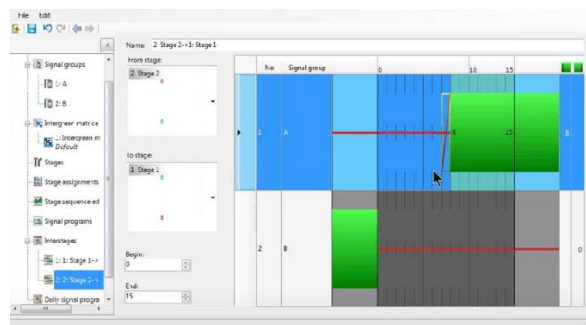 File Edit
Name: 2: Stage 2-->1: Stage 1
Signal groups
1: A
2: B
Intergreen matrice
1: Intergreen m
Default
Stages
Stage assignments
Stage sequence ed
Signal programs
Interstages
1: 1: Stage 1->
2: 2: Stage 2->
Daily signal progra
From stage:
2: Stage 2
To stage:
1: Stage 1
Begin:
0
End:
15
No Signal group
0 10 15
1 A 8 15 8
2 B 0